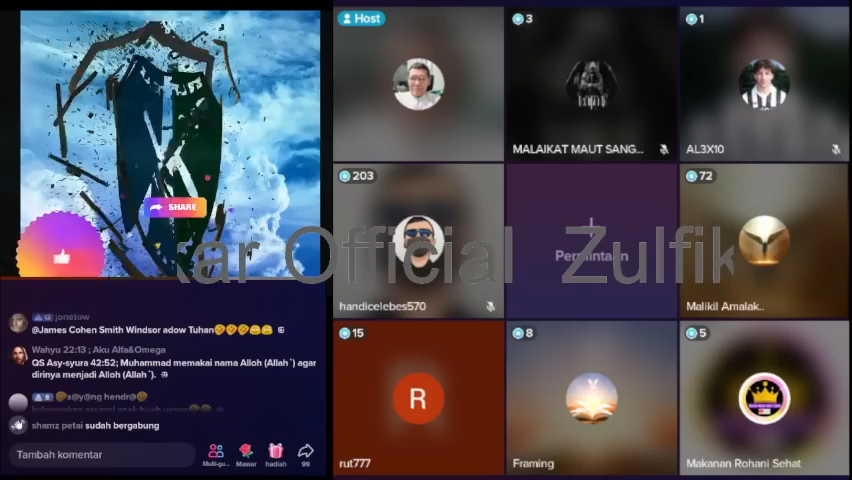 SHARE
12 jonetow
@James Cohen Smith Windsor adow Tuhan🤣🤣🤣😂😂
Wahyu 22:13 ; Aku Alfa&Omega
QS Asy-syura 42:52; Muhammad memakai nama Alloh (Allah`) agar
dirinya menjadi Alloh (Allah`).
6 🤣s@y@ng hendr@🤣
shamz petai sudah bergabung
Tambah komentar
Multi-gu...
Mawar
hadiah
99
Host
3
MALAIKAT MAUT SANG...
1
AL3X10
203
handicelebes570
+
Permintaan
72
Malikil Amalak..
kar Official Zulfik
15
R
rut777
8
Framing
5
Makanan Rohani Sehat